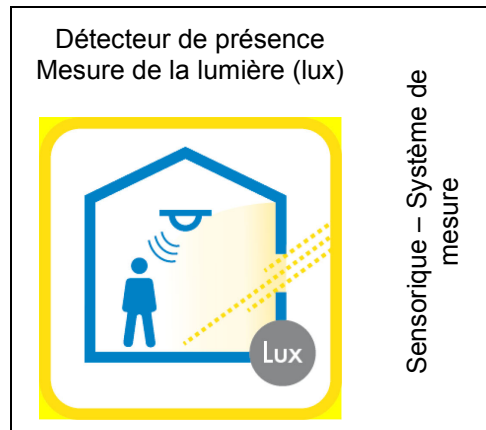 Détecteur de présence
Mesure de la lumière (lux)
Lux
Sensorique – Système de
mesure